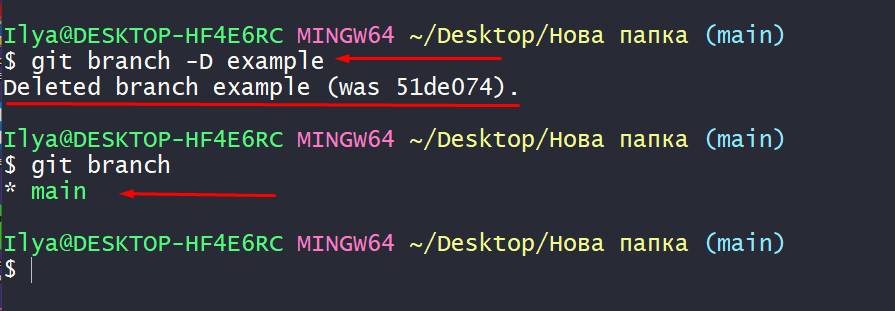 Ilya@DESKTOP-HF4E6RC MINGW64 ~/Desktop/Нова папка (main)
$ git branch -D example
Deleted branch example (was 51de074).
Ilya@DESKTOP-HF4E6RC MINGW64 ~/Desktop/Нова папка (main)
$ git branch
* main
Ilya@DESKTOP-HF4E6RC MINGW64 ~/Desktop/Нова папка (main)
$